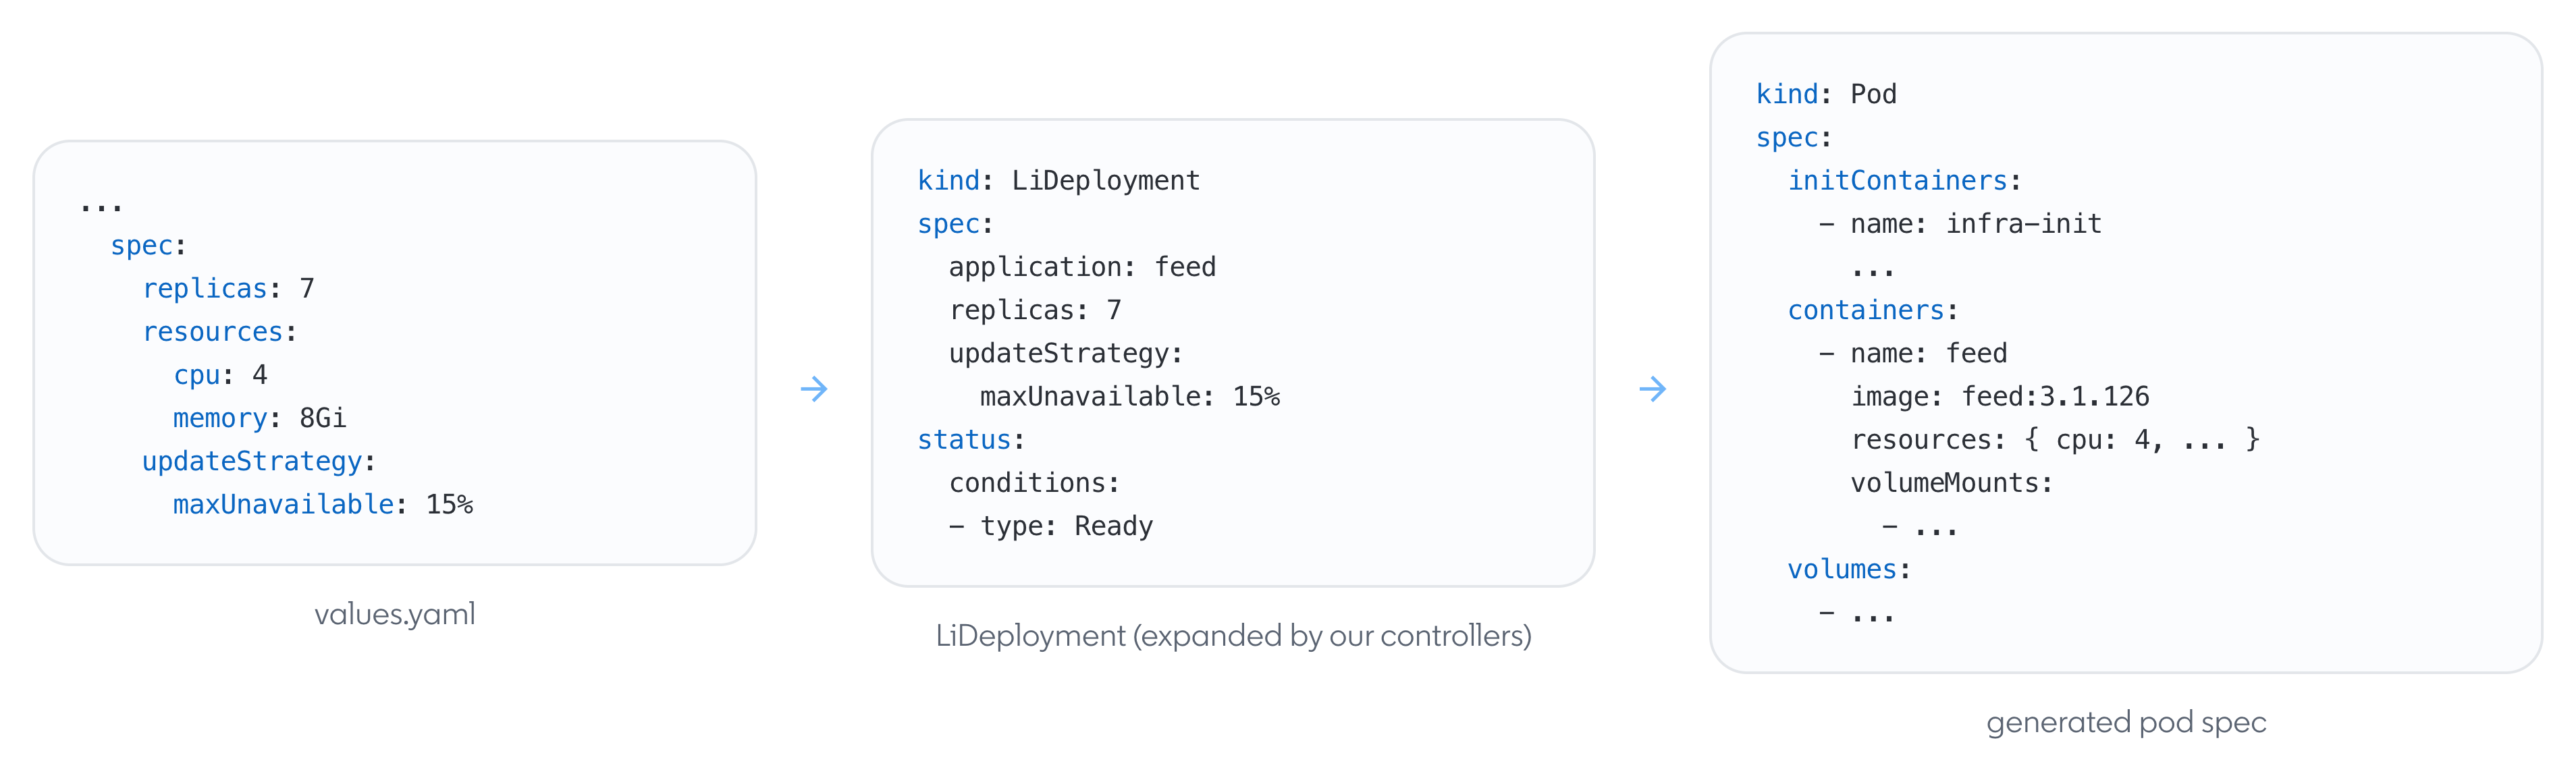 ...
  spec:
    replicas: 7
    resources:
      cpu: 4
      memory: 8Gi
    updateStrategy:
      maxUnavailable: 15%
values.yaml
kind: LiDeployment
spec:
  application: feed
  replicas: 7
  updateStrategy:
    maxUnavailable: 15%
status:
  conditions:
  - type: Ready
LiDeployment (expanded by our controllers)
kind: Pod
spec:
  initContainers:
    - name: infra-init
      ...
  containers:
    - name: feed
      image: feed:3.1.126
      resources: { cpu: 4, ... }
      volumeMounts:
        - ...
  volumes:
    - ...
generated pod spec